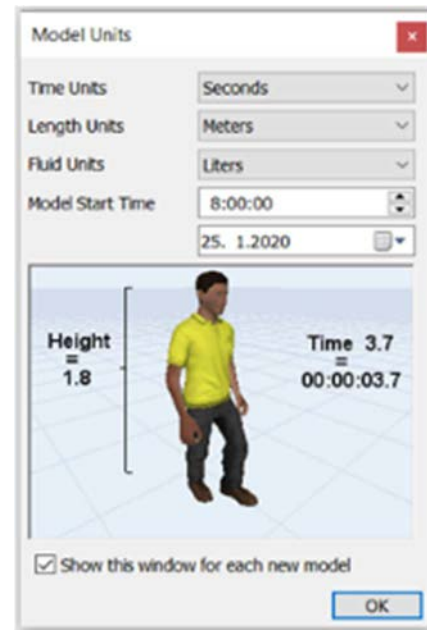 Model Units
Time Units Seconds
Length Units Meters
Fluid Units Liters
Model Start Time 8:00:00
25. 1.2020
Height
=
1.8
Time 3.7
=
00:00:03.7
Show this window for each new model
OK